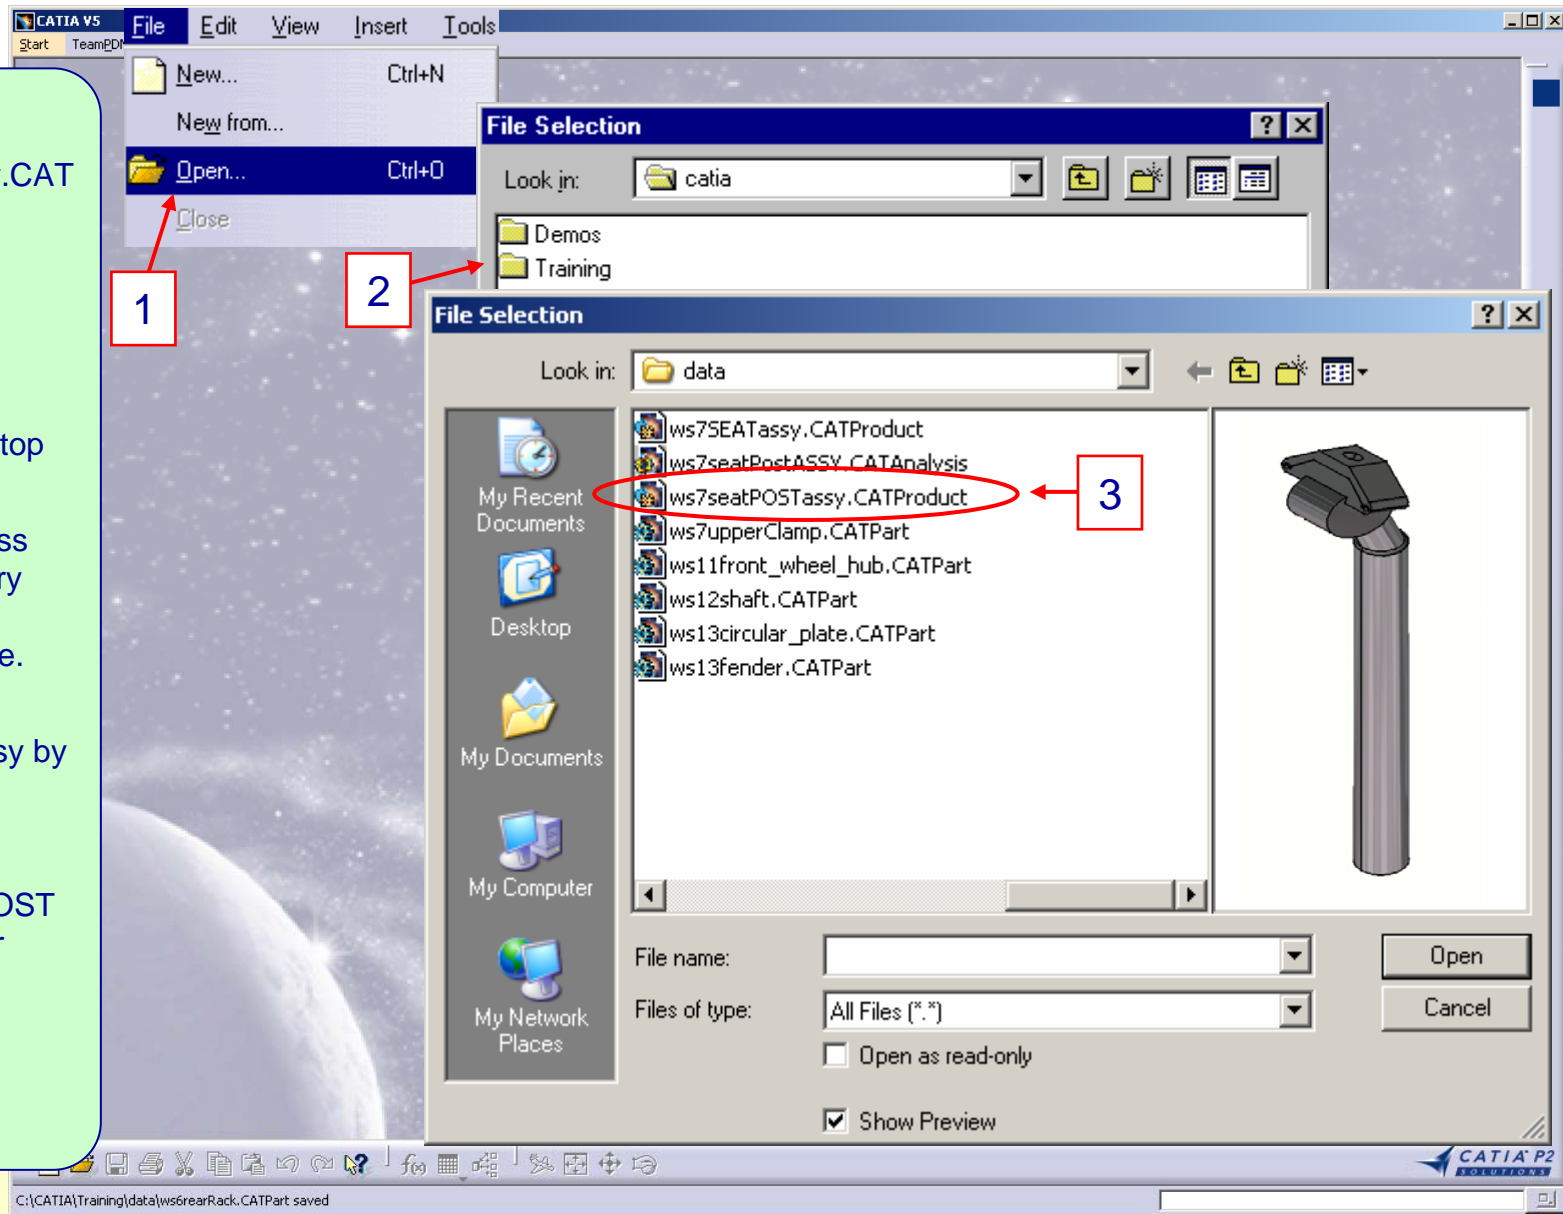 CATIA V5
Start TeamPDM
File Edit View Insert Tools
New... Ctrl+N
New from...
Open... Ctrl+O
Close
.CAT
top
ss
ry
e.
sy by
OST
r
1
2
File Selection
Look in: catia
Demos
Training
File Selection
Look in: data
My Recent Documents
Desktop
My Documents
My Computer
My Network Places
ws7SEATassy.CATProduct
ws7seatPostASSY.CATAnalysis
ws7seatPOSTassy.CATProduct
3
ws7upperClamp.CATPart
ws11front_wheel_hub.CATPart
ws12shaft.CATPart
ws13circular_plate.CATPart
ws13fender.CATPart
File name:
Open
Files of type: All Files (*.*)
Cancel
Open as read-only
Show Preview
f(x)
CATIA P2
SOLUTIONS
C:\CATIA\Training\data\ws6rearRack.CATPart saved